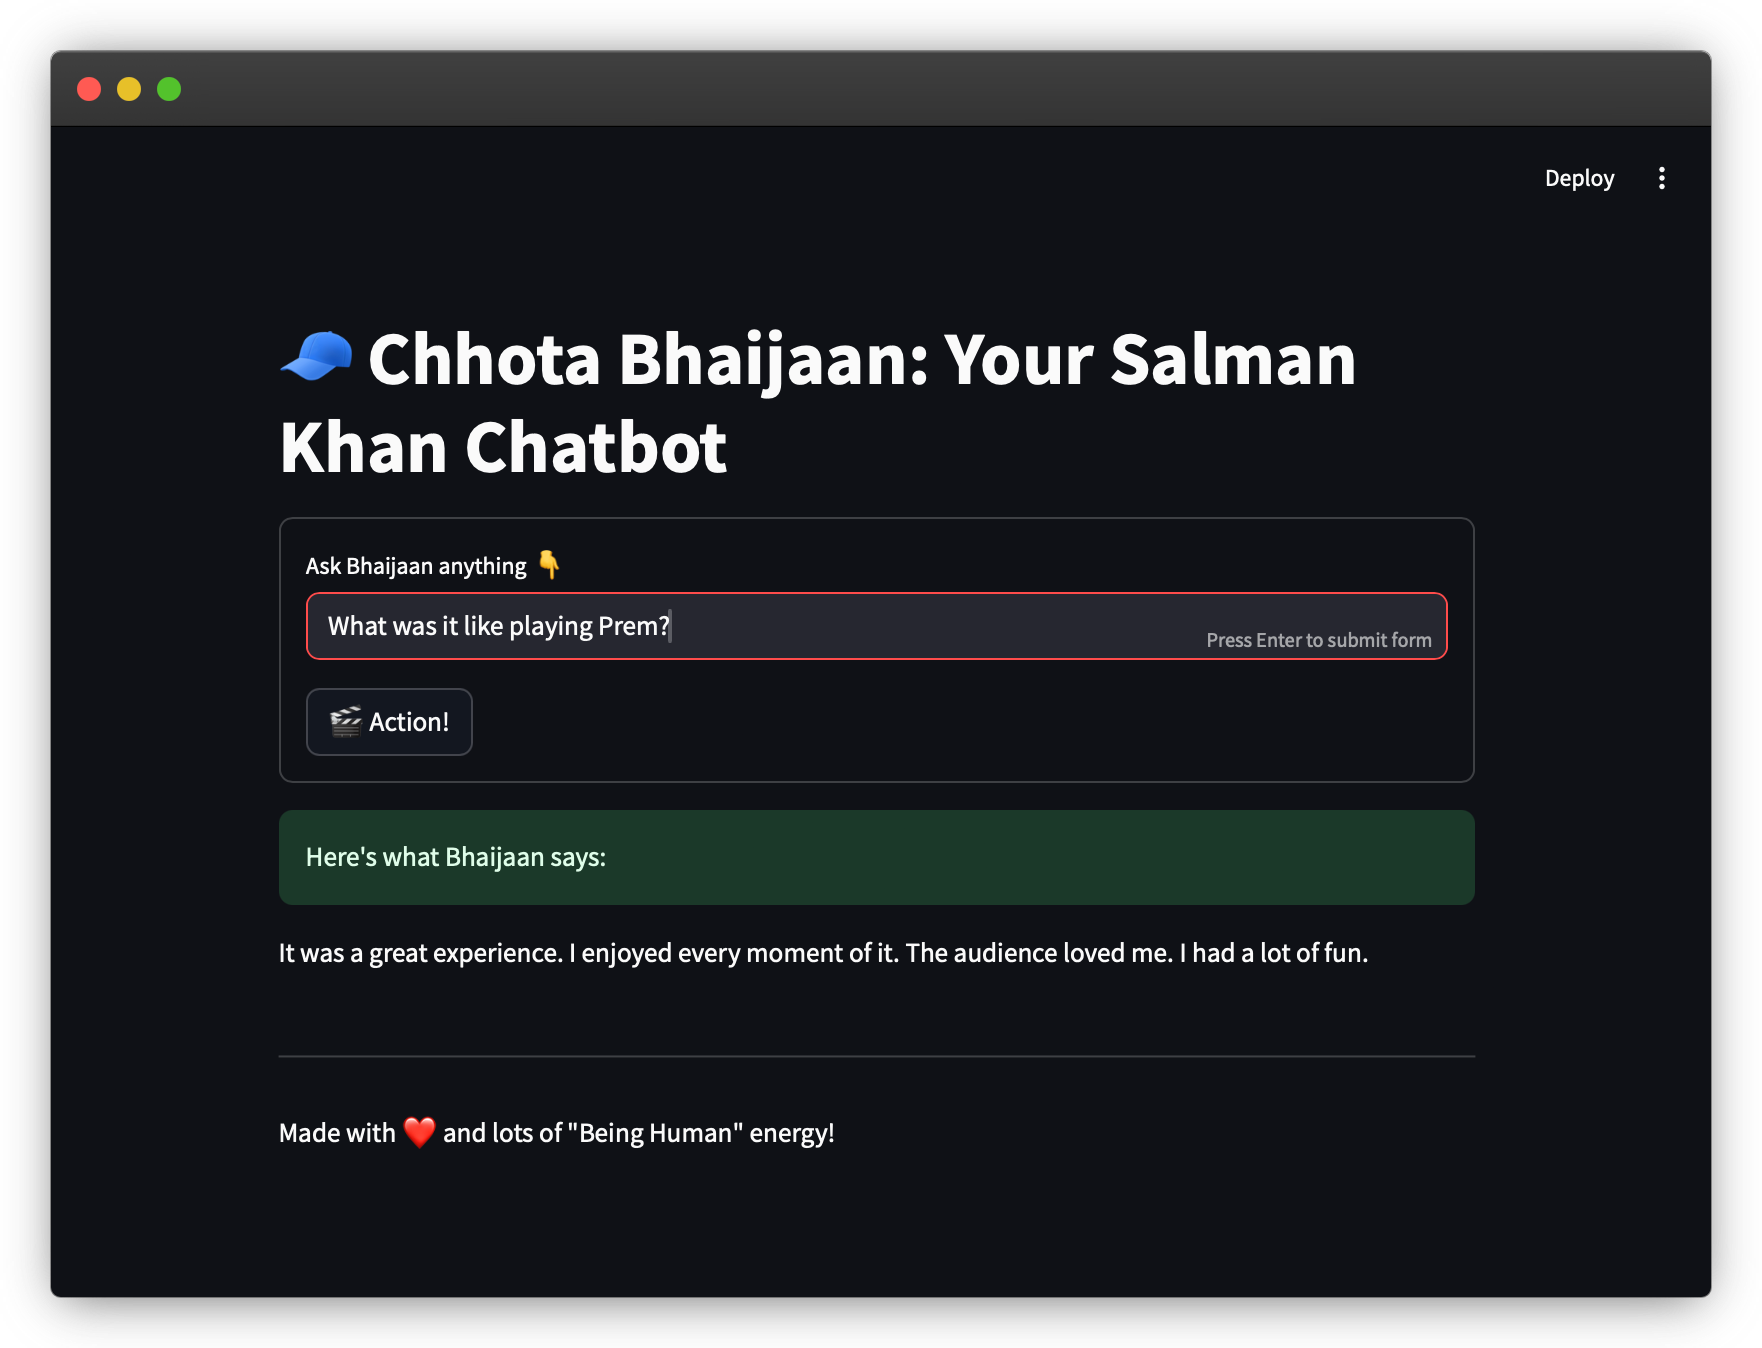 Deploy
🧢 Chhota Bhaijaan: Your Salman
Khan Chatbot
Ask Bhaijaan anything 👇
What was it like playing Prem?
Press Enter to submit form
🎬 Action!
Here's what Bhaijaan says:
It was a great experience. I enjoyed every moment of it. The audience loved me. I had a lot of fun.
Made with ❤️ and lots of "Being Human" energy!